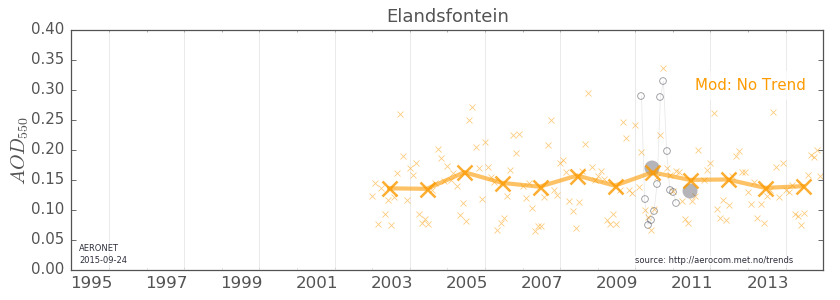 Elandsfontein
0.40
0.35
0.30
0.25
0.20
0.15
0.10
0.05
0.00
AOD550
Mod: No Trend
AERONET
2015-09-24
source: http://aerocom.met.no/trends
1995 1997 1999 2001 2003 2005 2007 2009 2011 2013